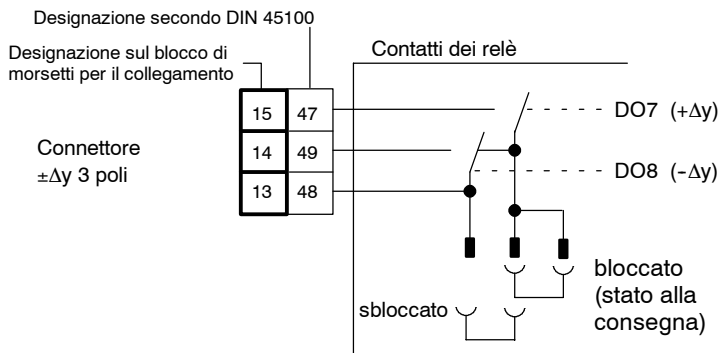 Designazione secondo DIN 45100
Designazione sul blocco di
morsetti per il collegamento
Contatti dei relè
Connettore
±Δy 3 poli
15 47
14 49
13 48
DO7 (+Δy)
DO8 (-Δy)
bloccato
(stato alla
consegna)
sbloccato